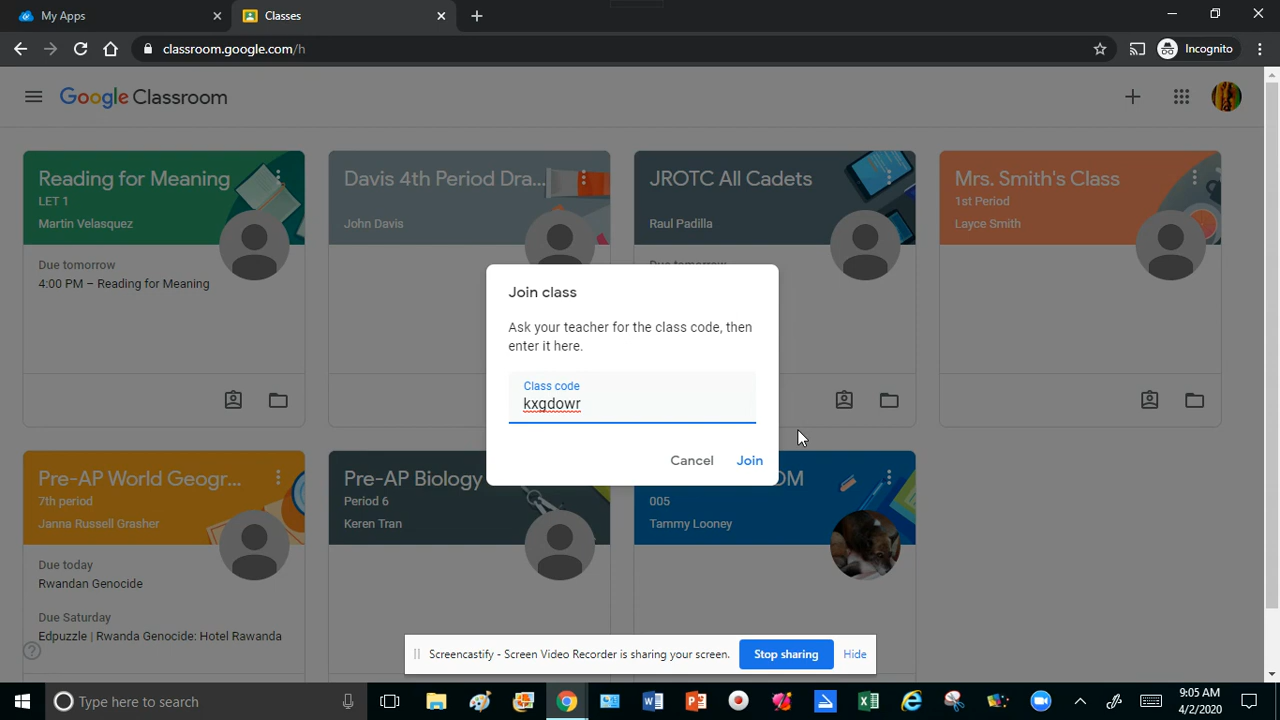 My Apps
Classes
classroom.google.com/h
Incognito
Google Classroom
Reading for Meaning
LET 1
Martin Velasquez
Due tomorrow
4:00 PM – Reading for Meaning
Davis 4th Period Dra...
John Davis
JROTC All Cadets
Raul Padilla
Due tomorrow
Mrs. Smith's Class
1st Period
Layce Smith
Join class
Ask your teacher for the class code, then
enter it here.
Class code
kxgdowr
Cancel
Join
Pre-AP World Geogr...
7th period
Janna Russell Grasher
Due today
Rwandan Genocide
Due Saturday
Edpuzzle | Rwanda Genocide: Hotel Rawanda
Pre-AP Biology
Period 6
Keren Tran
005
Tammy Looney
Screencastify - Screen Video Recorder is sharing your screen.
Stop sharing
Hide
Type here to search
9:05 AM
4/2/2020